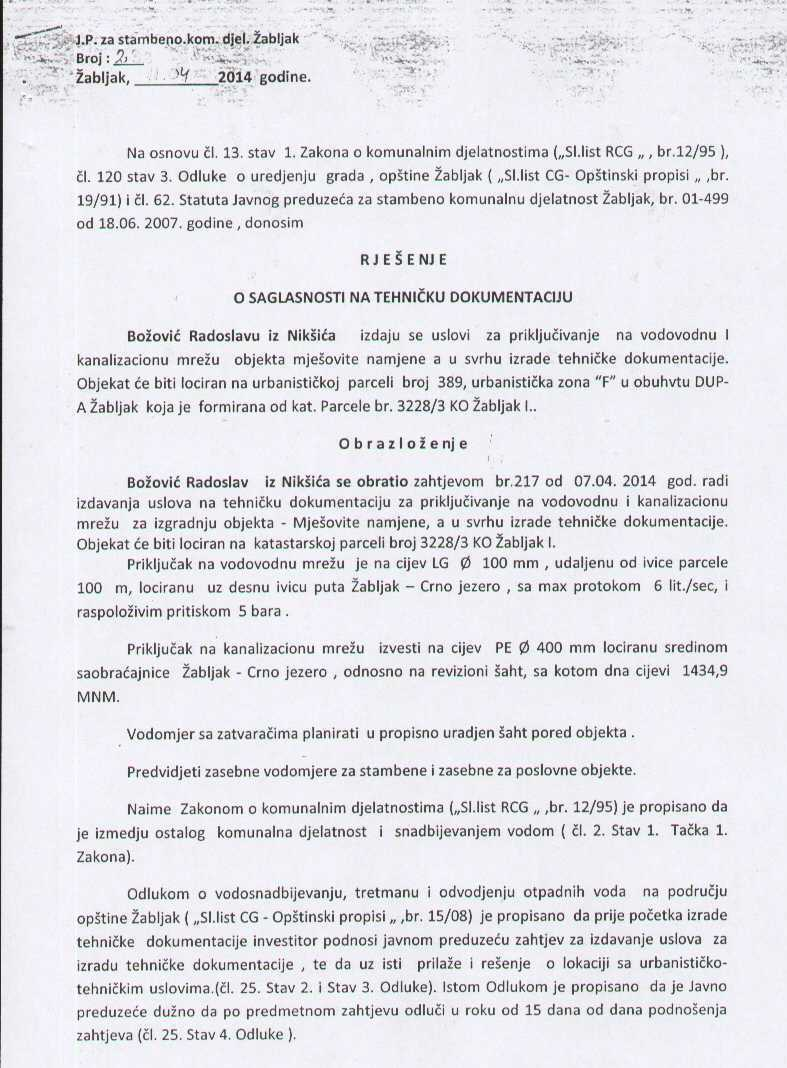 J.P. za stambeno.kom. djel. Žabljak
Broj :
Žabljak, 04 2014 godine.
Na osnovu čl. 13. stav 1. Zakona o komunalnim djelatnostima („Sl.list RCG „ , br.12/95 ),
čl. 120 stav 3. Odluke o uredjenju grada , opštine Žabljak ( „Sl.list CG- Opštinski propisi „ ,br.
19/91) i čl. 62. Statuta Javnog preduzeća za stambeno komunalnu djelatnost Žabljak, br. 01-499
od 18.06. 2007. godine , donosim
R J E Š E NJ E
O SAGLASNOSTI NA TEHNIČKU DOKUMENTACIJU
Božović Radoslavu iz Nikšića izdaju se uslovi za priključivanje na vodovodnu I
kanalizacionu mrežu objekta mješovite namjene a u svrhu izrade tehničke dokumentacije.
Objekat će biti lociran na urbanističkoj parceli broj 389, urbanistička zona “F” u obuhvtu DUP-
A Žabljak koja je formirana od kat. Parcele br. 3228/3 KO Žabljak I..
O b r a z l o ž e nj e
Božović Radoslav iz Nikšića se obratio zahtjevom br.217 od 07.04. 2014 god. radi
izdavanja uslova na tehničku dokumentaciju za priključivanje na vodovodnu i kanalizacionu
mrežu za izgradnju objekta - Mješovite namjene, a u svrhu izrade tehničke dokumentacije.
Objekat će biti lociran na katastarskoj parceli broj 3228/3 KO Žabljak I.
Priključak na vodovodnu mrežu je na cijev LG Ø 100 mm , udaljenu od ivice parcele
100 m, lociranu uz desnu ivicu puta Žabljak – Crno jezero , sa max protokom 6 lit./sec, i
raspoloživim pritiskom 5 bara .
Priključak na kanalizacionu mrežu izvesti na cijev PE Ø 400 mm lociranu sredinom
saobraćajnice Žabljak - Crno jezero , odnosno na revizioni šaht, sa kotom dna cijevi 1434,9
MNM.
Vodomjer sa zatvaračima planirati u propisno uradjen šaht pored objekta .
Predvidjeti zasebne vodomjere za stambene i zasebne za poslovne objekte.
Naime Zakonom o komunalnim djelatnostima („Sl.list RCG „ ,br. 12/95) je propisano da
je izmedju ostalog komunalna djelatnost i snadbijevanjem vodom ( čl. 2. Stav 1. Tačka 1.
Zakona).
Odlukom o vodosnadbijevanju, tretmanu i odvodjenju otpadnih voda na području
opštine Žabljak ( „Sl.list CG - Opštinski propisi „ ,br. 15/08) je propisano da prije početka izrade
tehničke dokumentacije investitor podnosi javnom preduzeću zahtjev za izdavanje uslova za
izradu tehničke dokumentacije , te da uz isti prilaže i rešenje o lokaciji sa urbanističko-
tehničkim uslovima.(čl. 25. Stav 2. i Stav 3. Odluke). Istom Odlukom je propisano da je Javno
preduzeće dužno da po predmetnom zahtjevu odluči u roku od 15 dana od dana podnošenja
zahtjeva (čl. 25. Stav 4. Odluke ).